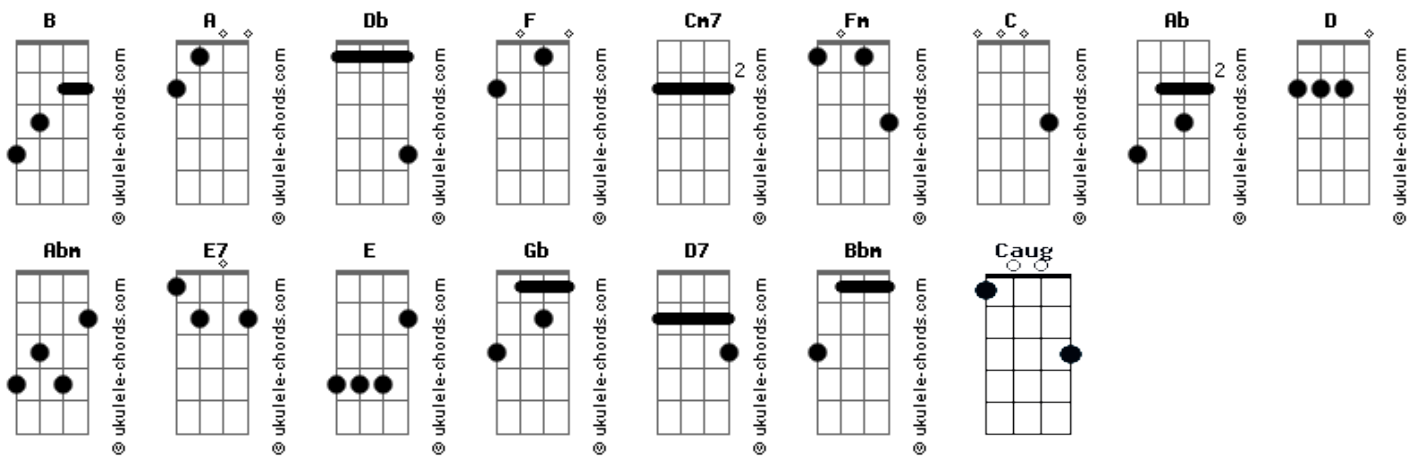 B A Db F Cm7 Fm C Ab D
2 2
© ukulele-chords.com © ukulele-chords.com © ukulele-chords.com © ukulele-chords.com © ukulele-chords.com © ukulele-chords.com © ukulele-chords.com © ukulele-chords.com © ukulele-chords.com
Abm E7 E Gb D7 Bbm Caug
© ukulele-chords.com © ukulele-chords.com © ukulele-chords.com © ukulele-chords.com © ukulele-chords.com © ukulele-chords.com